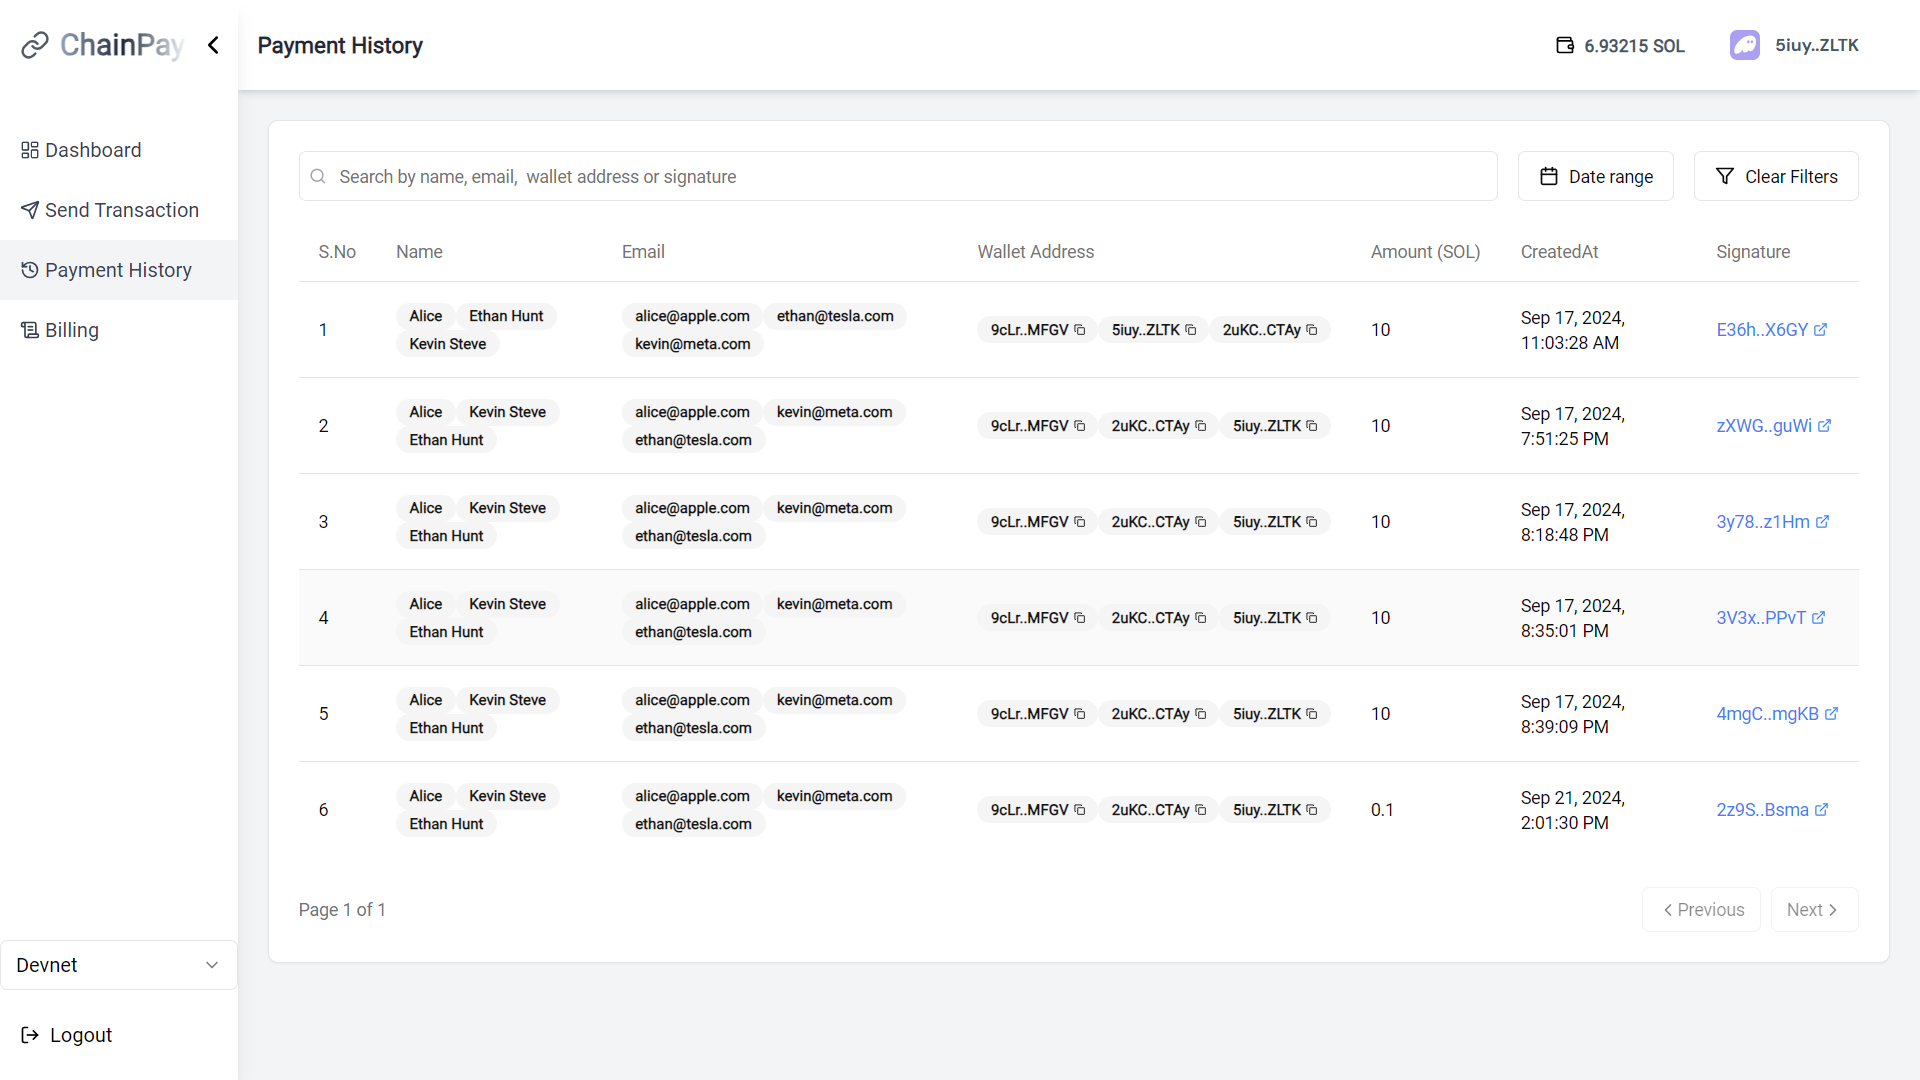 ChainPay
Payment History
6.93215 SOL
5iuy..ZLTK
Dashboard
Send Transaction
Payment History
Billing
Devnet
Logout
Search by name, email, wallet address or signature
Date range
Clear Filters
S.No Name Email Wallet Address Amount (SOL) CreatedAt Signature
1 Alice Ethan Hunt Kevin Steve alice@apple.com ethan@tesla.com kevin@meta.com 9cLr..MFGV 5iuy..ZLTK 2uKC..CTAy 10 Sep 17, 2024, 11:03:28 AM E36h..X6GY
2 Alice Kevin Steve Ethan Hunt alice@apple.com kevin@meta.com ethan@tesla.com 9cLr..MFGV 2uKC..CTAy 5iuy..ZLTK 10 Sep 17, 2024, 7:51:25 PM zXWG..guWi
3 Alice Kevin Steve Ethan Hunt alice@apple.com kevin@meta.com ethan@tesla.com 9cLr..MFGV 2uKC..CTAy 5iuy..ZLTK 10 Sep 17, 2024, 8:18:48 PM 3y78..z1Hm
4 Alice Kevin Steve Ethan Hunt alice@apple.com kevin@meta.com ethan@tesla.com 9cLr..MFGV 2uKC..CTAy 5iuy..ZLTK 10 Sep 17, 2024, 8:35:01 PM 3V3x..PPvT
5 Alice Kevin Steve Ethan Hunt alice@apple.com kevin@meta.com ethan@tesla.com 9cLr..MFGV 2uKC..CTAy 5iuy..ZLTK 10 Sep 17, 2024, 8:39:09 PM 4mgC..mgKB
6 Alice Kevin Steve Ethan Hunt alice@apple.com kevin@meta.com ethan@tesla.com 9cLr..MFGV 2uKC..CTAy 5iuy..ZLTK 0.1 Sep 21, 2024, 2:01:30 PM 2z9S..Bsma
Page 1 of 1
Previous
Next